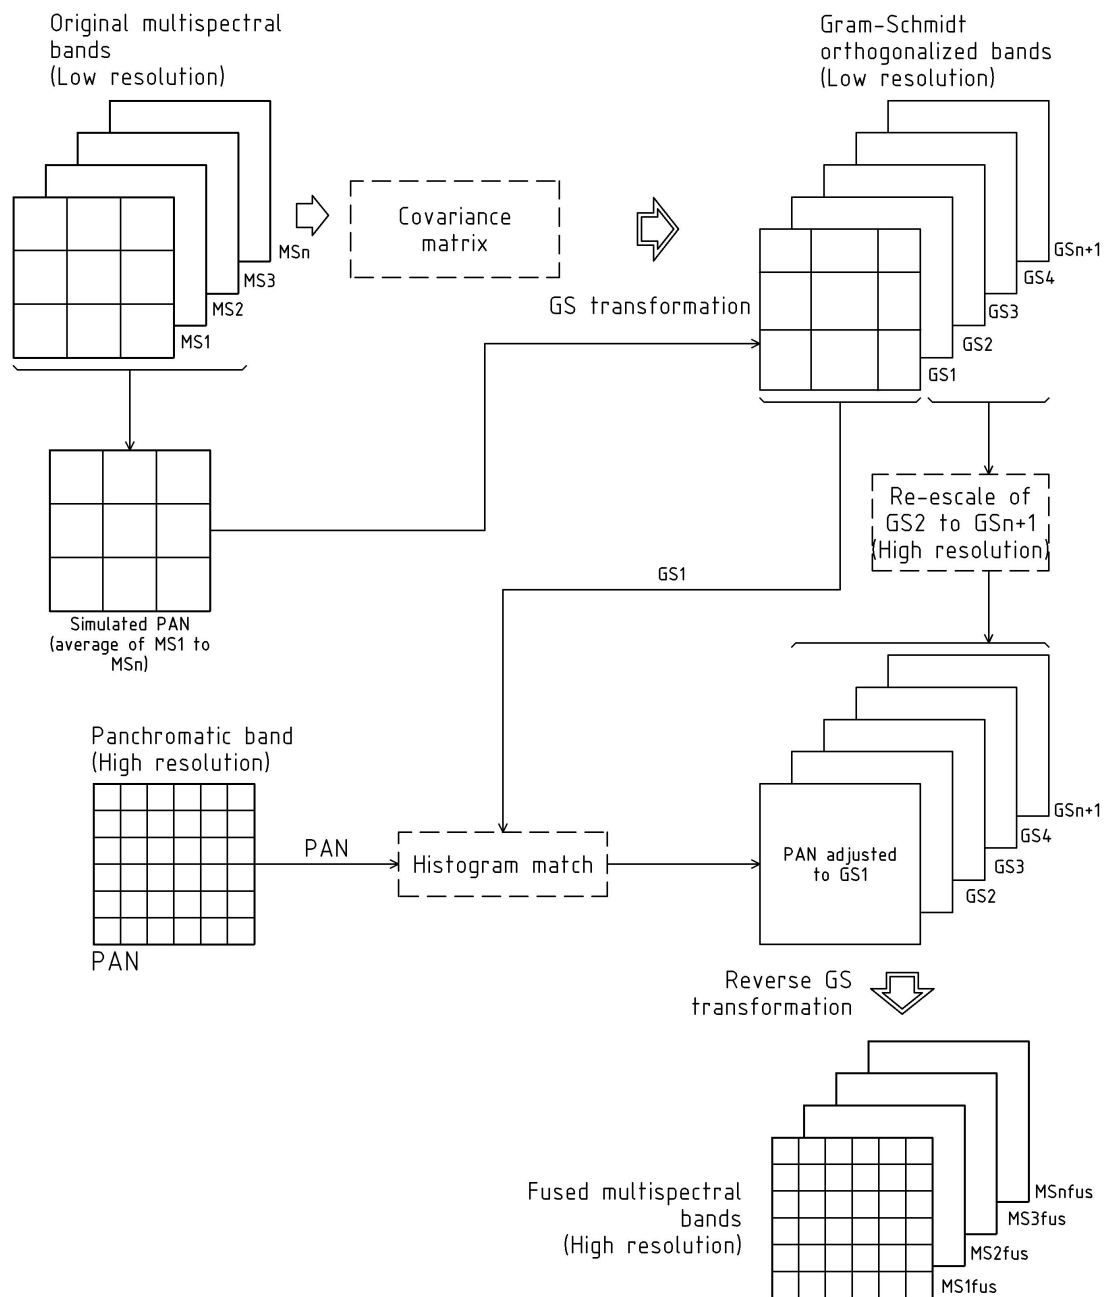 Original multispectral
bands
(Low resolution)
MSn
MS3
MS2
MS1
Covariance
matrix
GS transformation
Gram-Schmidt
orthogonalized bands
(Low resolution)
GSn+1
GS4
GS3
GS2
GS1
Simulated PAN
(average of MS1 to
MSn)
Re-escale of
GS2 to GSn+1
(High resolution)
GS1
Panchromatic band
(High resolution)
PAN
PAN
Histogram match
PAN adjusted
to GS1
GSn+1
GS4
GS3
GS2
Reverse GS
transformation
Fused multispectral
bands
(High resolution)
MSnfus
MS3fus
MS2fus
MS1fus